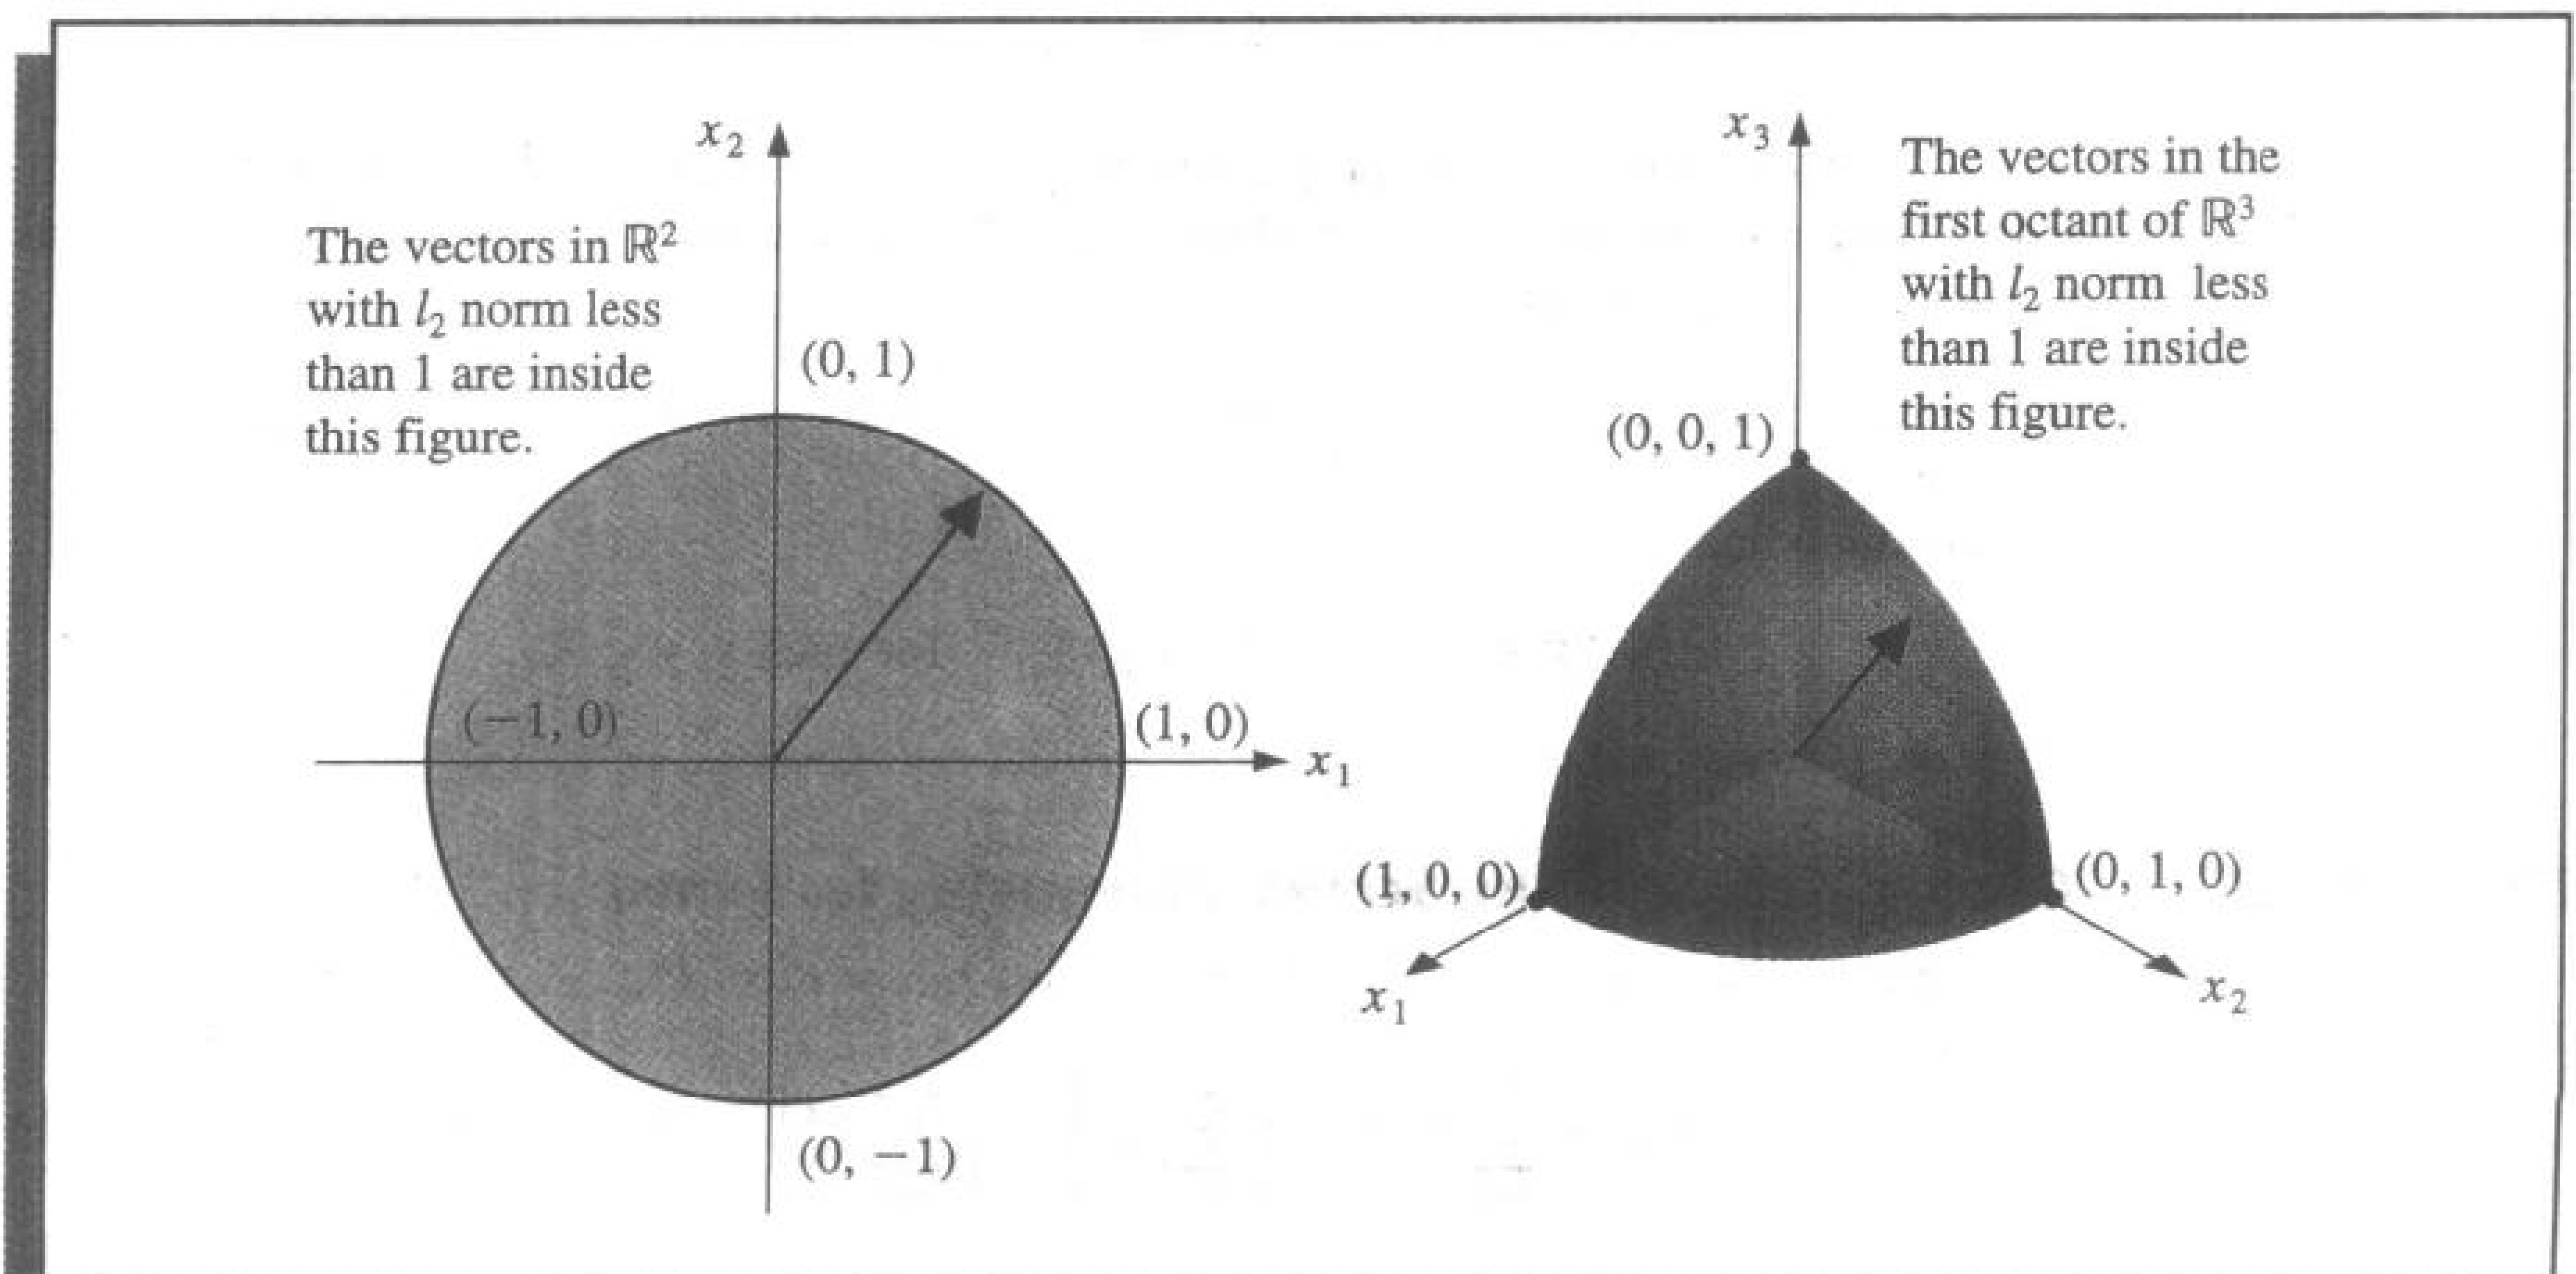 x₂
The vectors in ℝ²
with l₂ norm less
than 1 are inside
this figure.
(0, 1)
(−1, 0)
(1, 0)
x₁
(0, −1)
x₃
The vectors in the
first octant of ℝ³
with l₂ norm less
than 1 are inside
this figure.
(0, 0, 1)
(1, 0, 0)
(0, 1, 0)
x₁
x₂